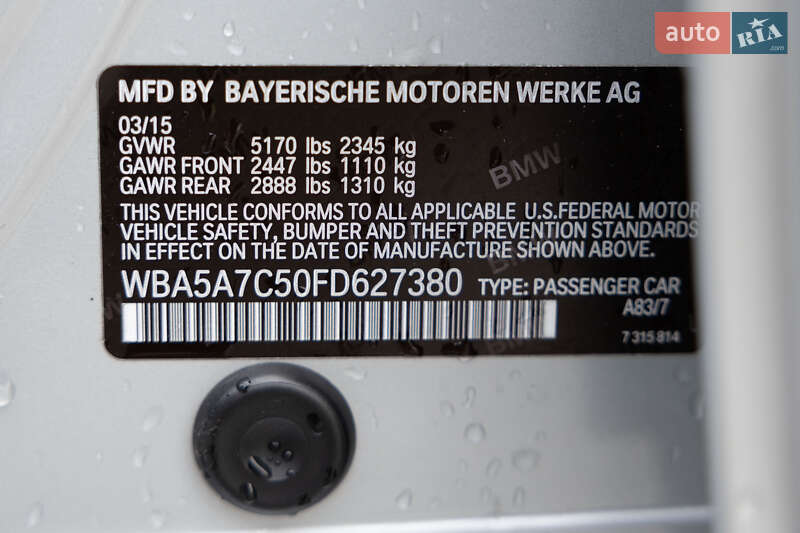 auto RIA .com
MFD BY BAYERISCHE MOTOREN WERKE AG
03/15
GVWR 5170 lbs 2345 kg
GAWR FRONT 2447 lbs 1110 kg
GAWR REAR 2888 lbs 1310 kg
BMW
THIS VEHICLE CONFORMS TO ALL APPLICABLE U.S.FEDERAL MOTOR
VEHICLE SAFETY, BUMPER AND THEFT PREVENTION STANDARDS
IN EFFECT ON THE DATE OF MANUFACTURE SHOWN ABOVE.
WBA5A7C50FD627380 TYPE: PASSENGER CAR
A83/7
7 315 814